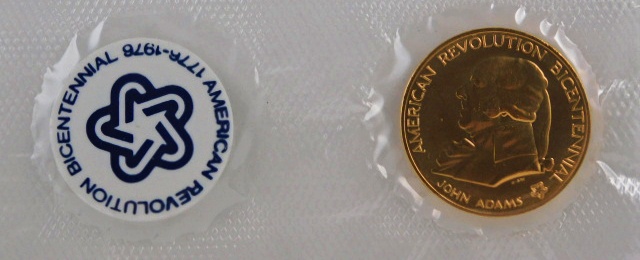 AMERICAN REVOLUTION BICENTENNIAL 1776-1976
AMERICAN REVOLUTION BICENTENNIAL
JOHN ADAMS